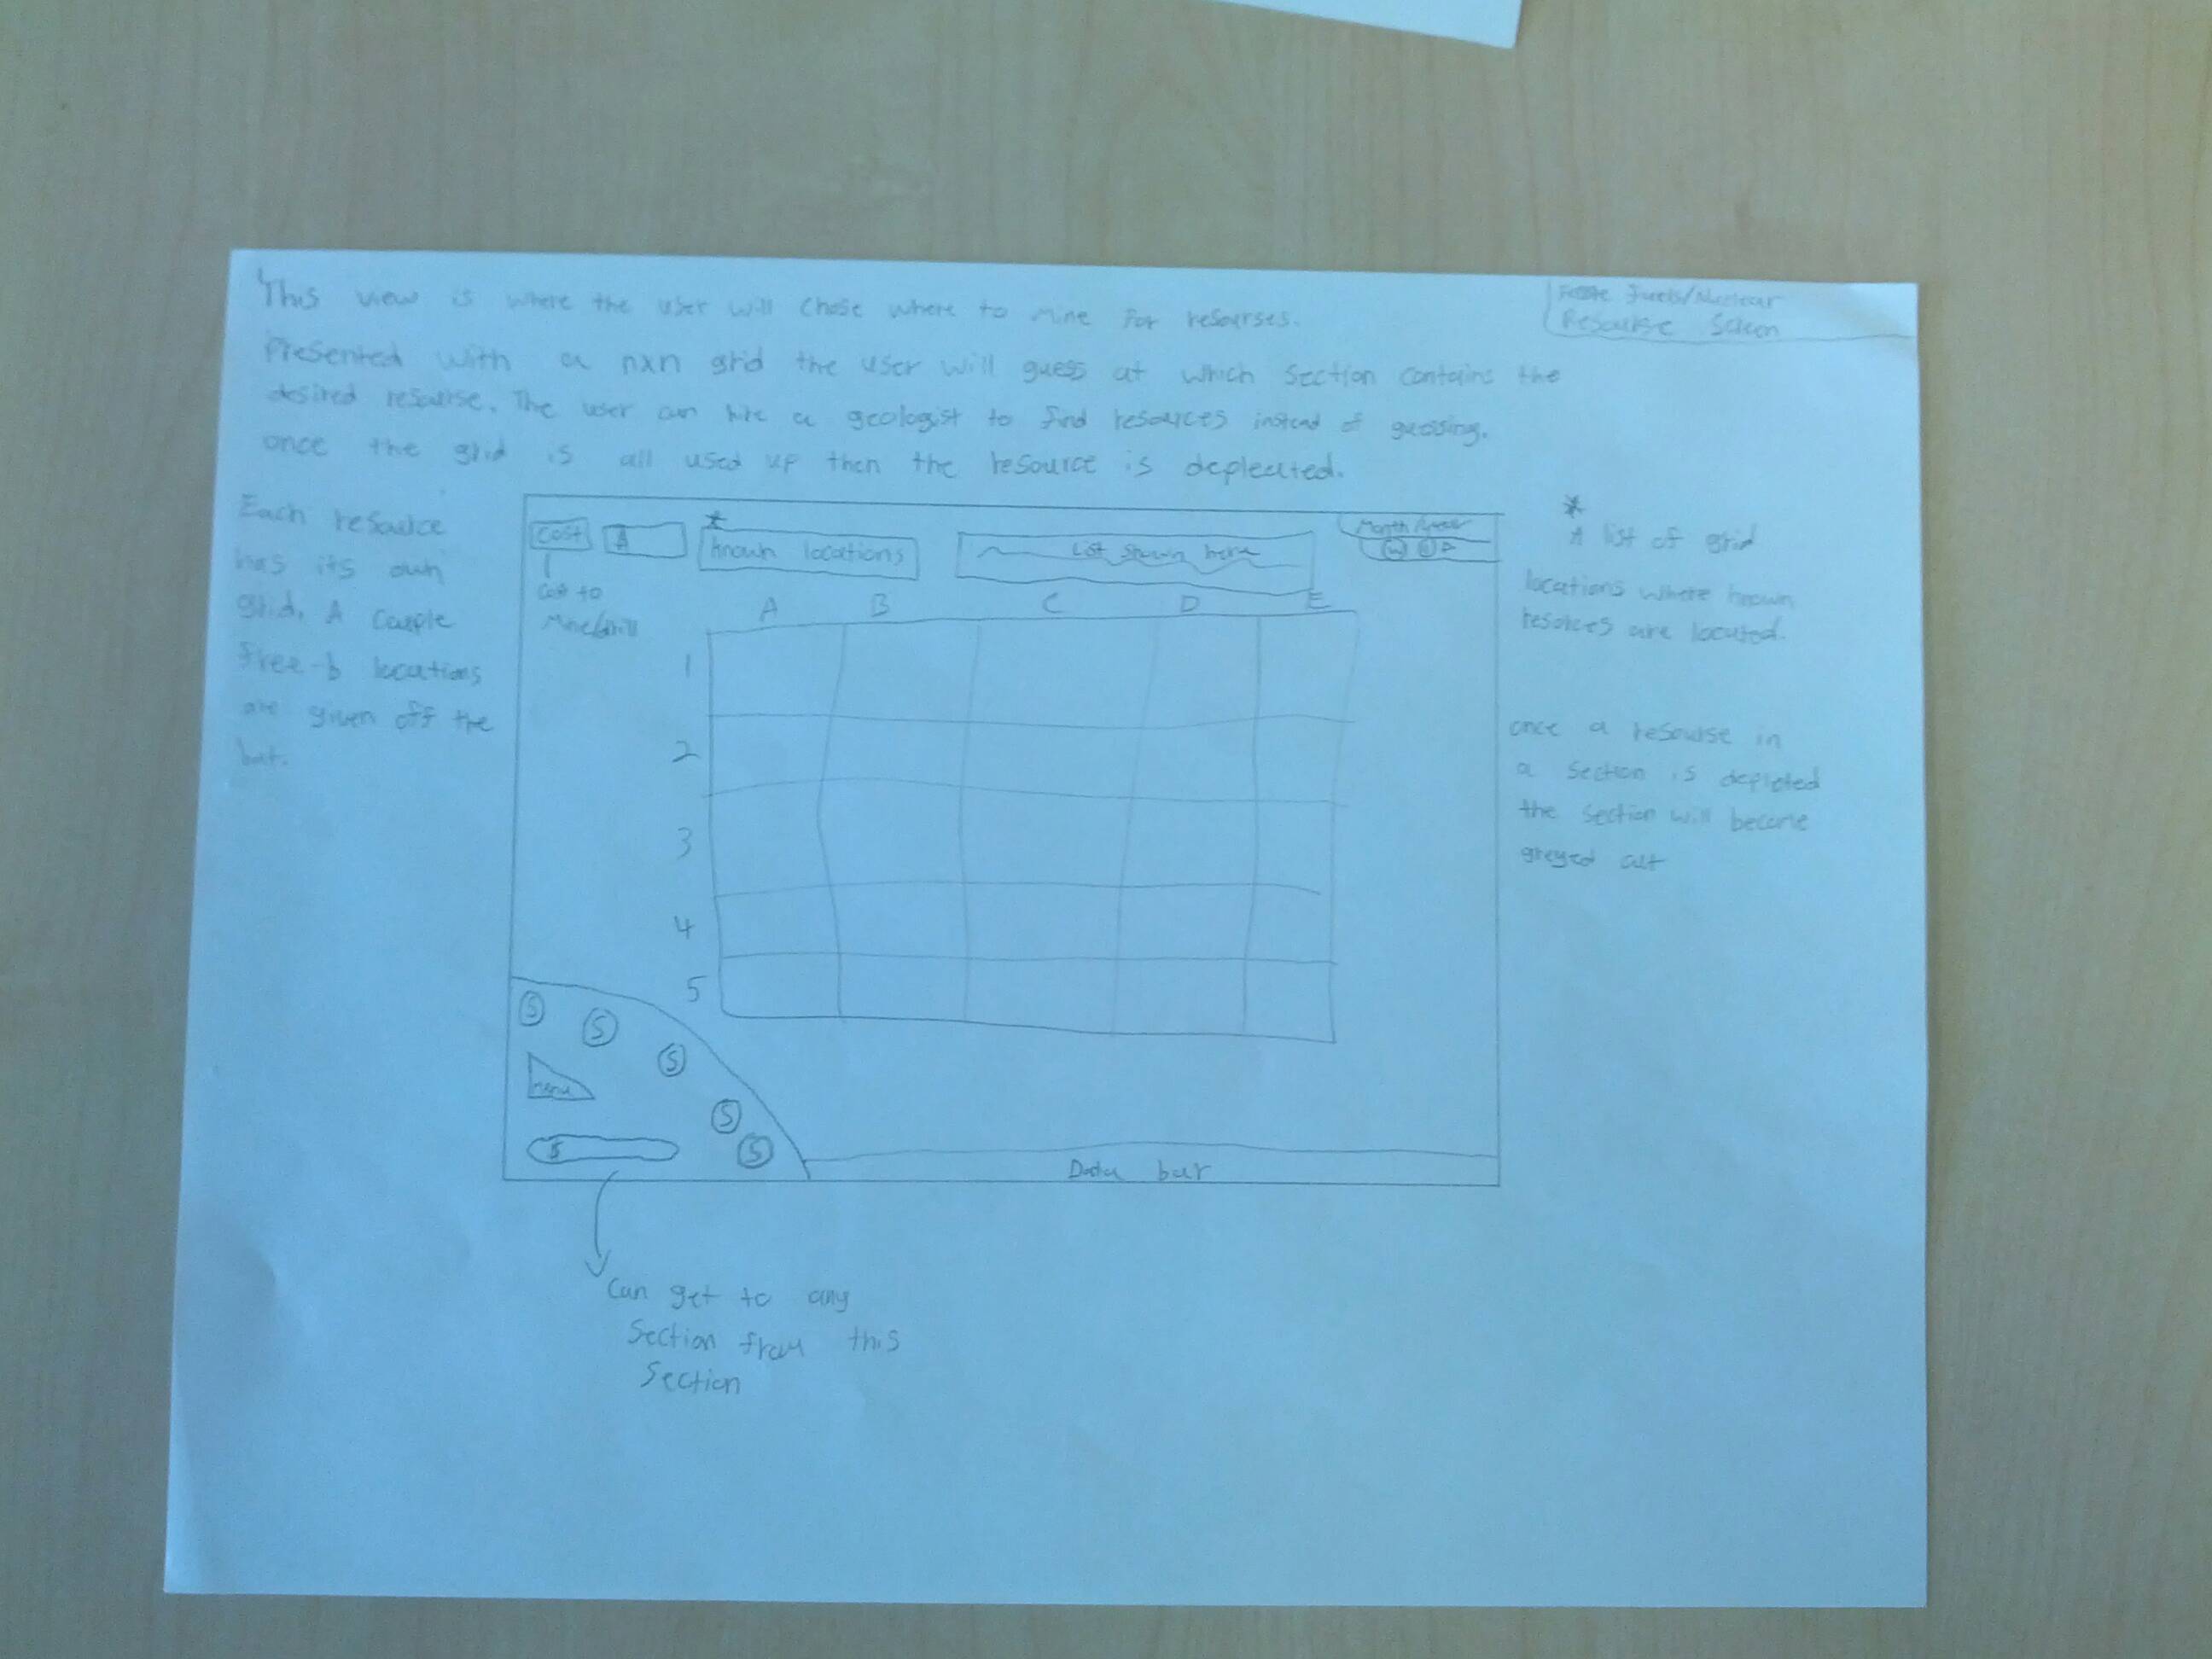 This view is where the user will chose where to mine for resourses.
Fossile fuels/Nuclear
Resourse Screen
Presented with a nxn grid the user will guess at which section contains the
desired resourse. The user can hire a geologist to find resources instead of guessing.
once the grid is all used up then the resource is depleated.
Each resource
has its own
grid. A couple
free-b locations
are given off the
bat.
Cost
A
*
known locations
List shown here
Month/year
Cost to
Mine/drill
A B C D E
1
2
3
4
5
S
S
S
menu
S
$
S
Data bar
*
A list of grid
locations where known
resorces are located.
once a resourse in
a section is depleted
the section will become
greyed out
Can get to any
section from this
section